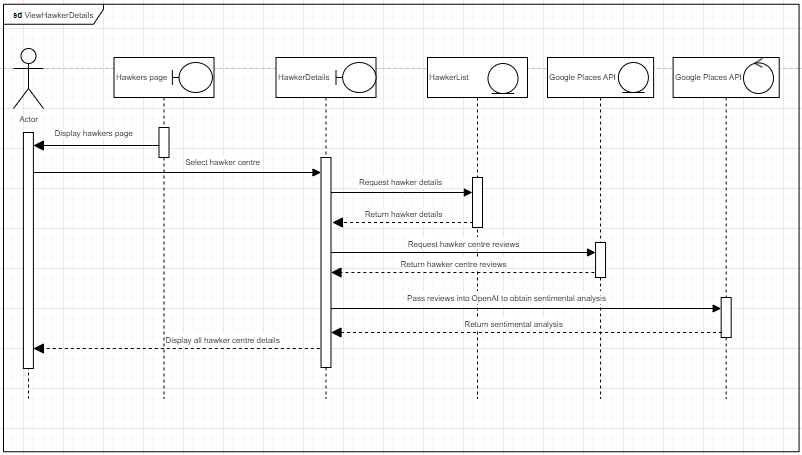 sd ViewHawkerDetails
Hawkers page
HawkerDetails
HawkerList
Google Places API
Google Places API
Actor
Display hawkers page
Select hawker centre
Request hawker details
Return hawker details
Request hawker centre reviews
Return hawker centre reviews
Pass reviews into OpenAI to obtain sentimental analysis
Return sentimental analysis
Display all hawker centre details